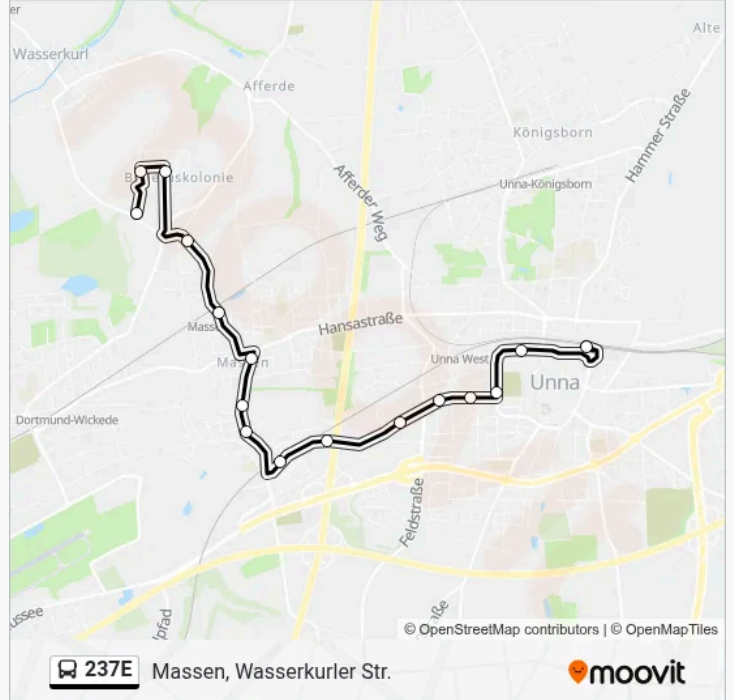 er
Alte
Wasserkurl
Afferde
Hammer Straße
Königsborn
Afferder Weg
Unna-Königsborn
Hansastraße
Unna West
Unna
Dortmund-Wickede
Feldstraße
© OpenStreetMap contributors | © OpenMapTiles
237E
Massen, Wasserkurler Str.
moovit